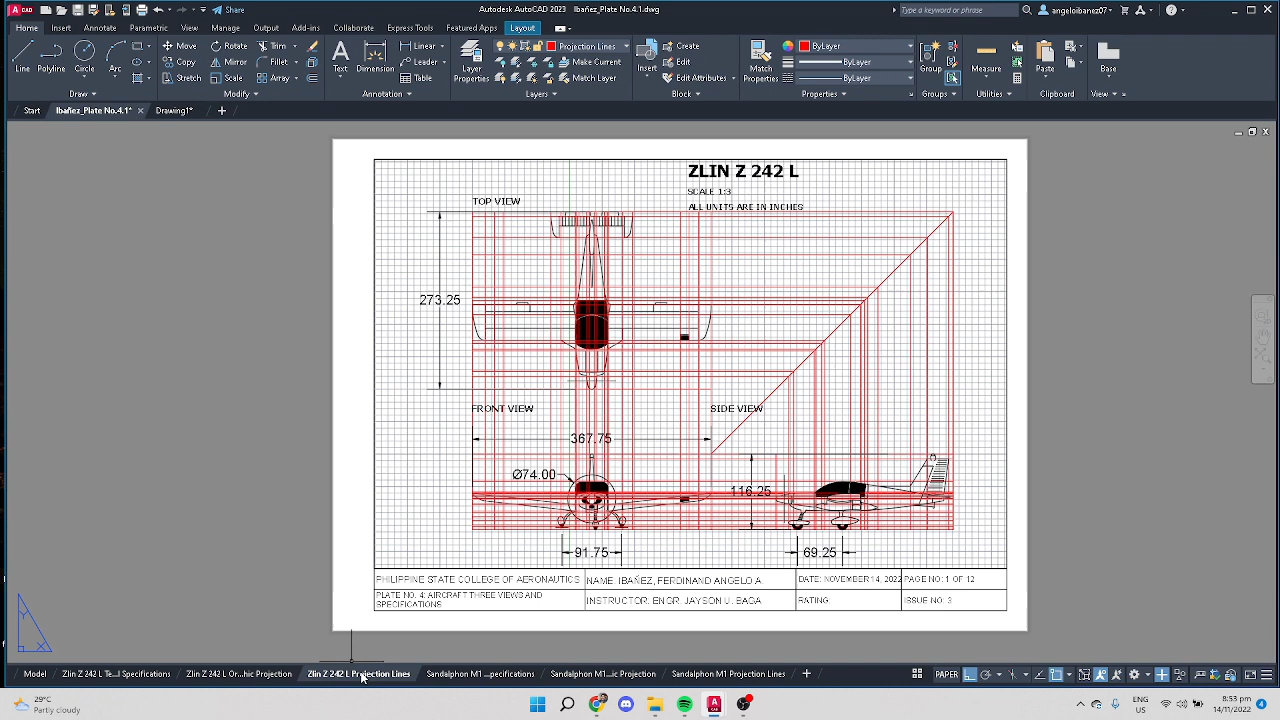 CAD
Share
Autodesk AutoCAD 2023 Ibañez_Plate No.4.1.dwg
Type a keyword or phrase
angeloibanez07
Home Insert Annotate Parametric View Manage Output Add-ins Collaborate Express Tools Featured Apps Layout
Line Polyline Circle Arc
Move Rotate Trim
Copy Mirror Fillet
Stretch Scale Array
Text Dimension
Linear
Leader
Table
Layer Properties
Projection Lines
Make Current
Match Layer
Insert
Create
Edit
Edit Attributes
Match Properties
ByLayer
ByLayer
ByLayer
Group
Measure
Paste
Base
Draw Modify Annotation Layers Block Properties Groups Utilities Clipboard View
Start Ibañez_Plate No.4.1* Drawing1*
ZLIN Z 242 L
SCALE 1:3
ALL UNITS ARE IN INCHES
TOP VIEW
273.25
FRONT VIEW
SIDE VIEW
367.75
Ø74.00
116.25
91.75
69.25
PHILIPPINE STATE COLLEGE OF AERONAUTICS
NAME: IBAÑEZ, FERDINAND ANGELO A.
DATE: NOVEMBER 14, 2022
PAGE NO: 1 OF 12
PLATE NO. 4: AIRCRAFT THREE VIEWS AND SPECIFICATIONS
INSTRUCTOR: ENGR. JAYSON U. BAGA
RATING:
ISSUE NO: 3
Y
X
Model Zlin Z 242 L Te...l Specifications Zlin Z 242 L Or...hic Projection Zlin Z 242 L Projection Lines Sandalphon M1 ...pecifications Sandalphon M1 ...ic Projection Sandalphon M1 Projection Lines
PAPER
29°C
Partly cloudy
ENG
US
8:53 pm
14/11/2022